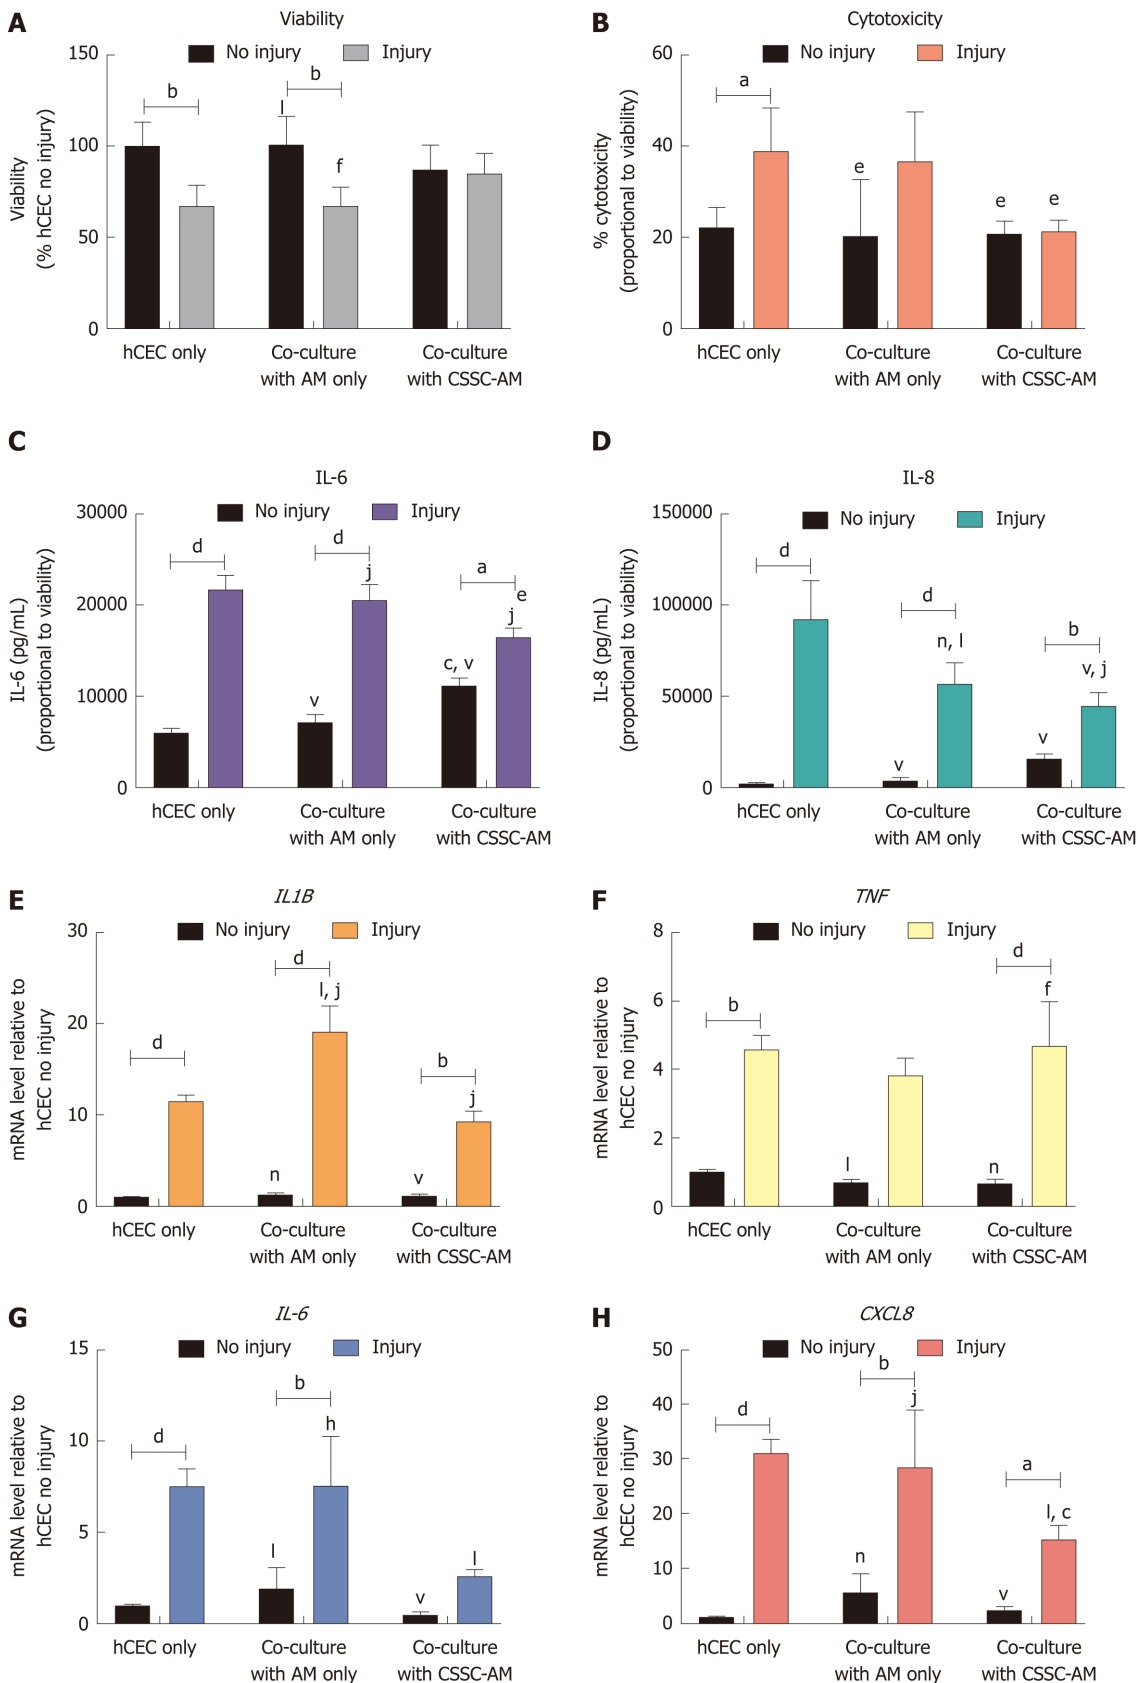 A
Viability
No injury
Injury
Viability
(% hCEC no injury)
150
100
50
0
b
b
l
f
hCEC only
Co-culture
with AM only
Co-culture
with CSSC-AM
B
Cytotoxicity
No injury
Injury
% cytotoxicity
(proportional to viability)
60
40
20
0
a
e
e
e
hCEC only
Co-culture
with AM only
Co-culture
with CSSC-AM
C
IL-6
No injury
Injury
IL-6 (pg/mL)
(proportional to viability)
30000
20000
10000
0
d
d
j
v
a
e
j
c, v
hCEC only
Co-culture
with AM only
Co-culture
with CSSC-AM
D
IL-8
No injury
Injury
IL-8 (pg/mL)
(proportional to viability)
150000
100000
50000
0
d
d
n, l
v
b
v, j
v
hCEC only
Co-culture
with AM only
Co-culture
with CSSC-AM
E
IL1B
No injury
Injury
mRNA level relative to
hCEC no injury
30
20
10
0
d
d
l, j
n
b
j
v
hCEC only
Co-culture
with AM only
Co-culture
with CSSC-AM
F
TNF
No injury
Injury
mRNA level relative to
hCEC no injury
8
6
4
2
0
b
l
d
f
n
hCEC only
Co-culture
with AM only
Co-culture
with CSSC-AM
G
IL-6
No injury
Injury
mRNA level relative to
hCEC no injury
15
10
5
0
d
b
h
l
v
l
hCEC only
Co-culture
with AM only
Co-culture
with CSSC-AM
H
CXCL8
No injury
Injury
mRNA level relative to
hCEC no injury
50
40
30
20
10
0
d
b
j
n
a
l, c
v
hCEC only
Co-culture
with AM only
Co-culture
with CSSC-AM